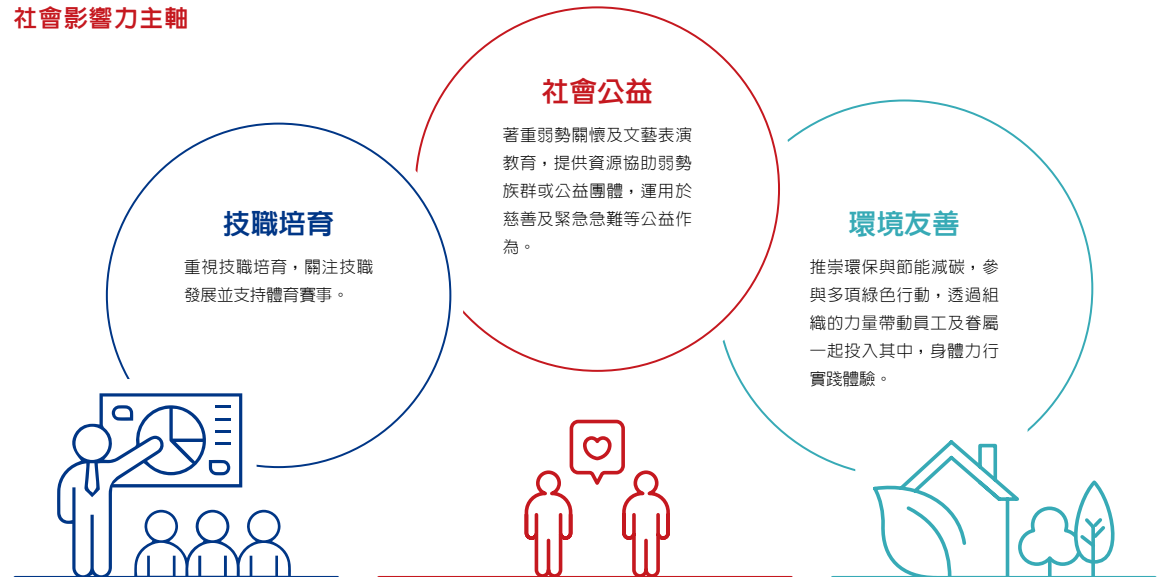 社會影響力主軸
技職培育
重視技職培育，關注技職
發展並支持體育賽事。
社會公益
著重弱勢關懷及文藝表演
教育，提供資源協助弱勢
族群或公益團體，運用於
慈善及緊急急難等公益作
為。
環境友善
推崇環保與節能減碳，參
與多項綠色行動，透過組
織的力量帶動員工及眷屬
一起投入其中，身體力行
實踐體驗。